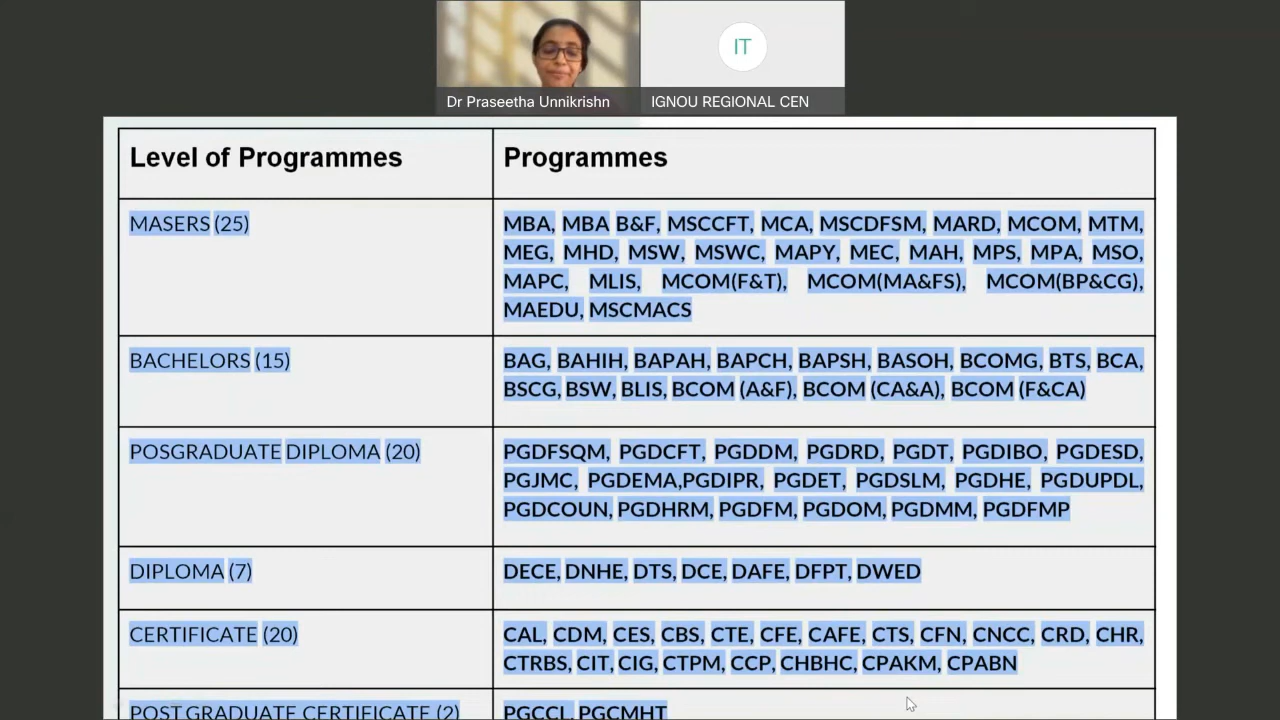 Dr Praseetha Unnikrishn
IT
IGNOU REGIONAL CEN
Level of Programmes
Programmes
MASERS (25)
MBA, MBA B&F, MSCCFT, MCA, MSCDFSM, MARD, MCOM, MTM,
MEG, MHD, MSW, MSWC, MAPY, MEC, MAH, MPS, MPA, MSO,
MAPC, MLIS, MCOM(F&T), MCOM(MA&FS), MCOM(BP&CG),
MAEDU, MSCMACS
BACHELORS (15)
BAG, BAHIH, BAPAH, BAPCH, BAPSH, BASOH, BCOMG, BTS, BCA,
BSCG, BSW, BLIS, BCOM (A&F), BCOM (CA&A), BCOM (F&CA)
POSGRADUATE DIPLOMA (20)
PGDFSQM, PGDCFT, PGDDM, PGDRD, PGDT, PGDIBO, PGDESD,
PGJMC, PGDEMA,PGDIPR, PGDET, PGDSLM, PGDHE, PGDUPDL,
PGDCOUN, PGDHRM, PGDFM, PGDOM, PGDMM, PGDFMP
DIPLOMA (7)
DECE, DNHE, DTS, DCE, DAFE, DFPT, DWED
CERTIFICATE (20)
CAL, CDM, CES, CBS, CTE, CFE, CAFE, CTS, CFN, CNCC, CRD, CHR,
CTRBS, CIT, CIG, CTPM, CCP, CHBHC, CPAKM, CPABN
POST GRADUATE CERTIFICATE (2)
PGCCL, PGCMHT